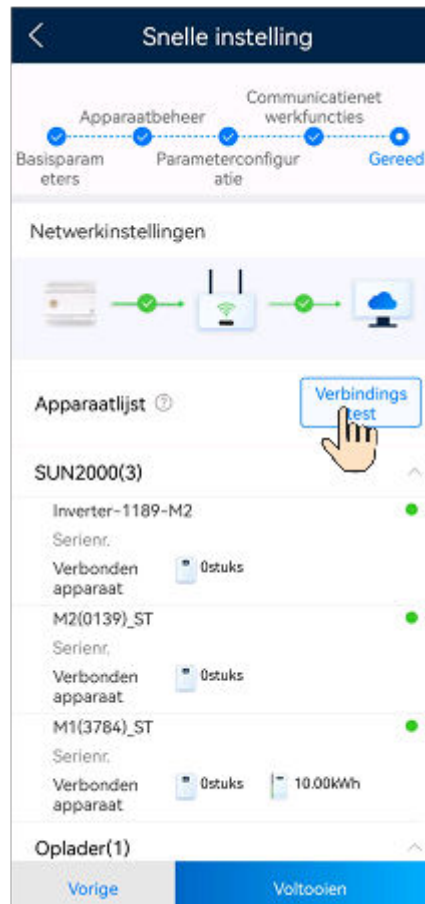 Snelle instelling
Communicatienet
Apparaatbeheer
werkfuncties
Basisparam
eters
Parameterconfigur
atie
Gereed
Netwerkinstellingen
Apparaatlijst ?
Verbindings
test
SUN2000(3)
Inverter-1189-M2
Serienr.
Verbonden
apparaat
0stuks
M2(0139)_ST
Serienr.
Verbonden
apparaat
0stuks
M1(3784)_ST
Serienr.
Verbonden
apparaat
0stuks
10.00kWh
Oplader(1)
Vorige
Voltooien